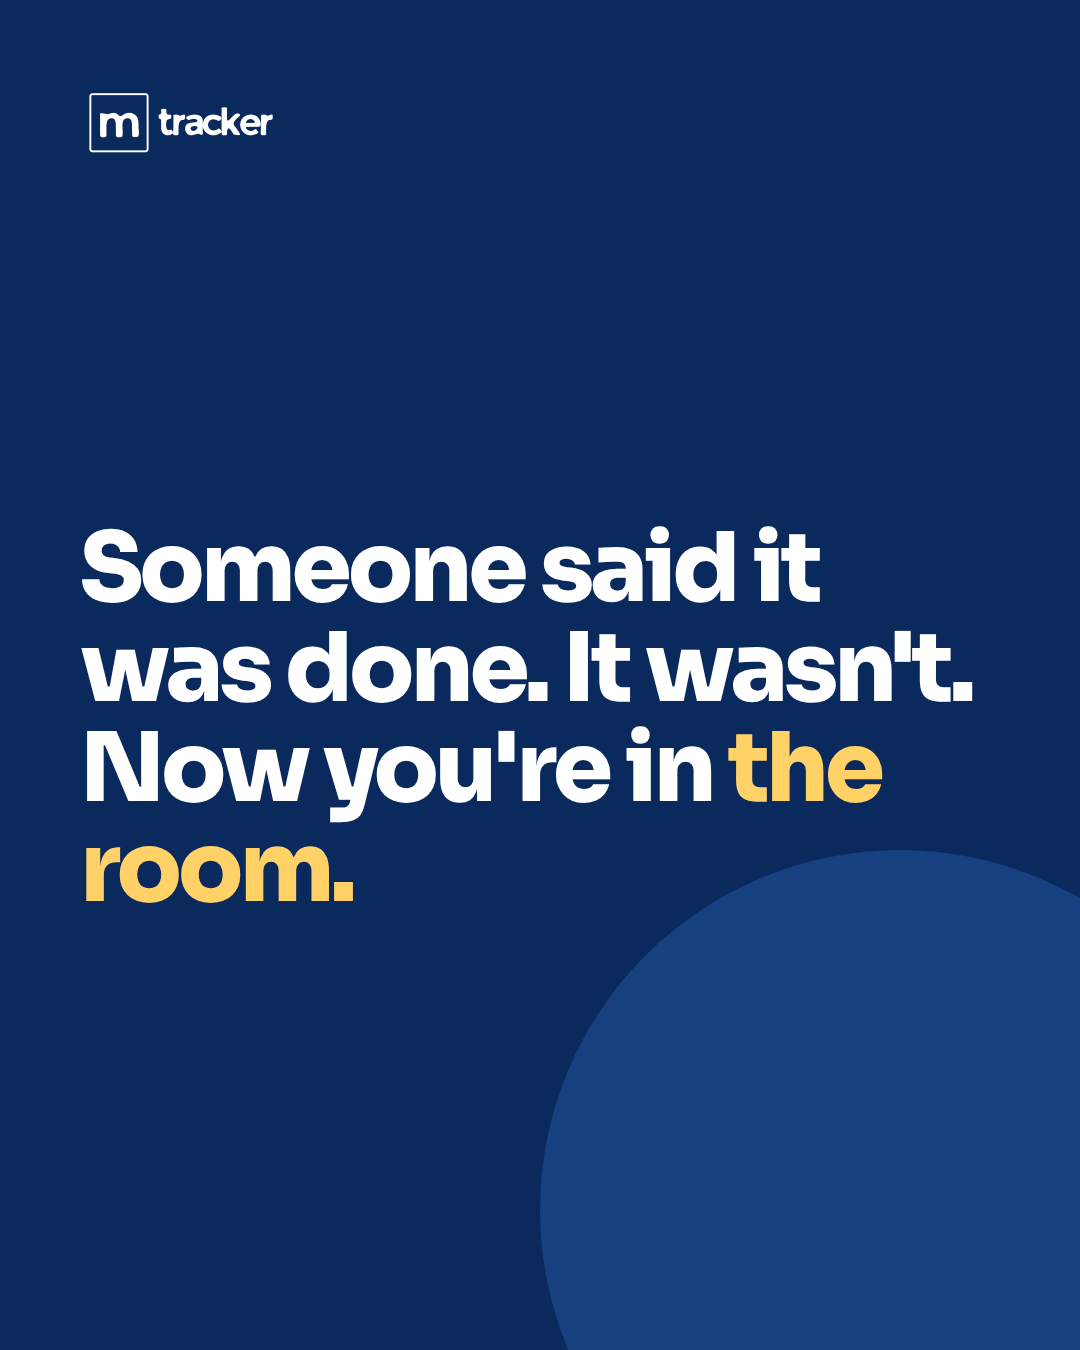 m tracker
Someone said it
was done. It wasn't.
Now you're in the
room.